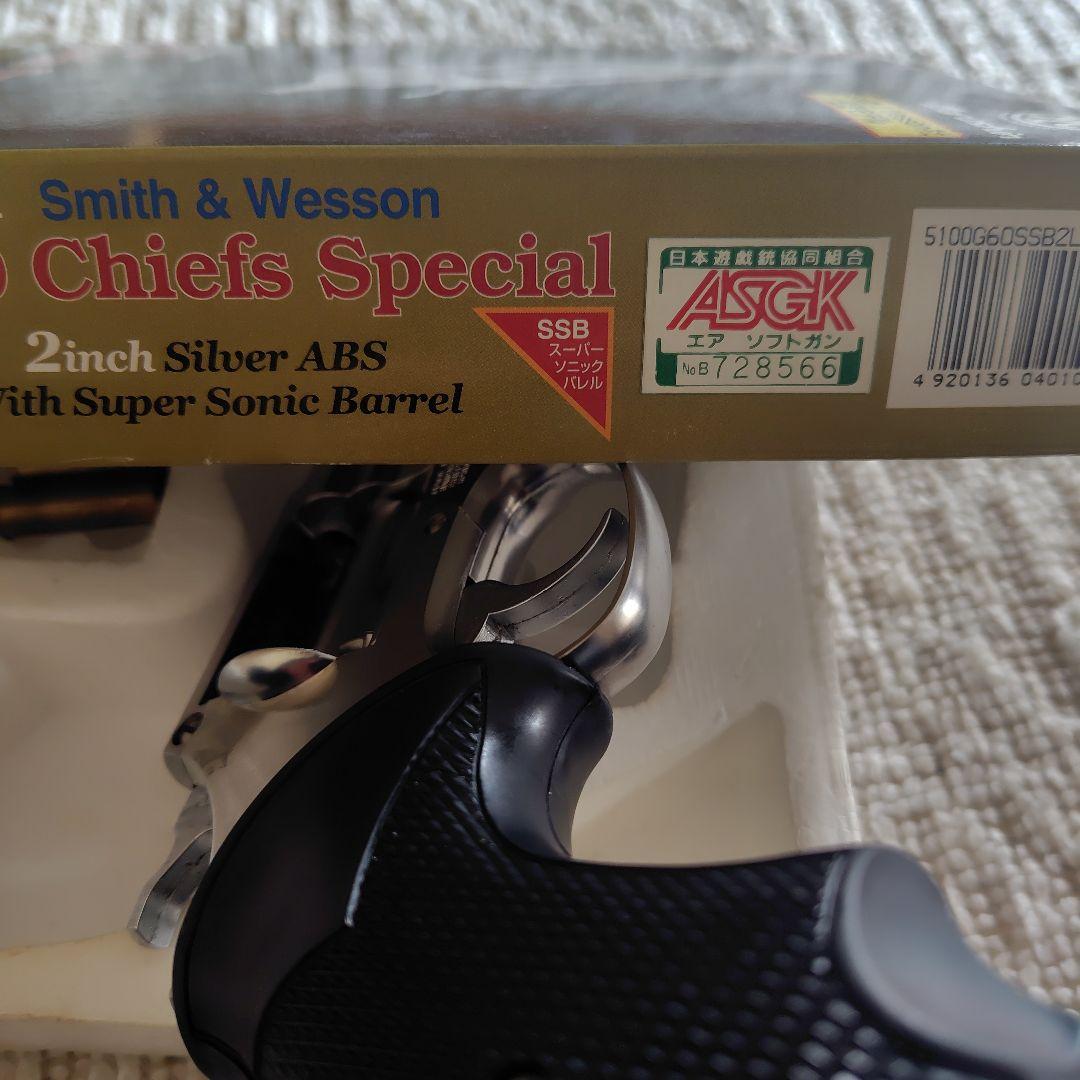 Smith & Wesson
Chiefs Special
2inch Silver ABS
With Super Sonic Barrel
SSB
スーパー
ソニック
バレル
日本遊戯銃協同組合
ASGK
エア ソフトガン
NoB728566
5100G60SSB2L
4 920136 04010